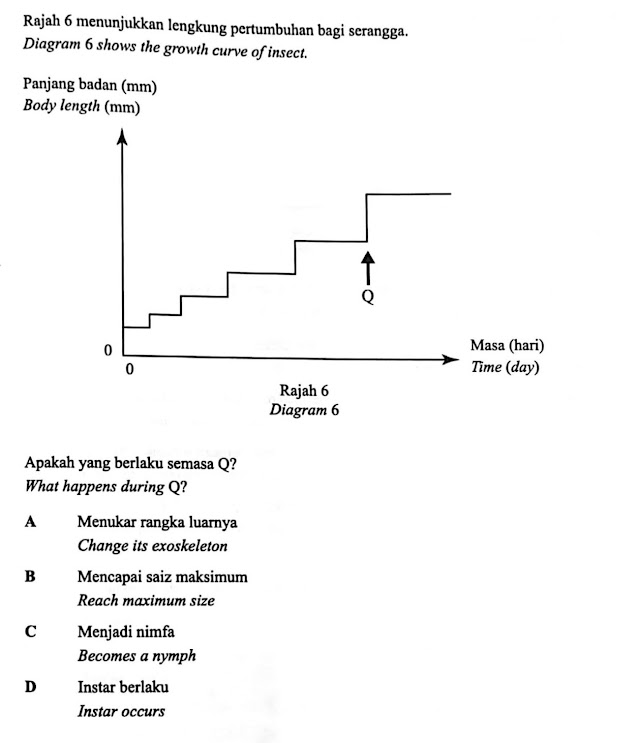 Rajah 6 menunjukkan lengkung pertumbuhan bagi serangga.
Diagram 6 shows the growth curve of insect.
Panjang badan (mm)
Body length (mm)
Q
0
0
Masa (hari)
Time (day)
Rajah 6
Diagram 6
Apakah yang berlaku semasa Q?
What happens during Q?
A Menukar rangka luarnya
Change its exoskeleton
B Mencapai saiz maksimum
Reach maximum size
C Menjadi nimfa
Becomes a nymph
D Instar berlaku
Instar occurs